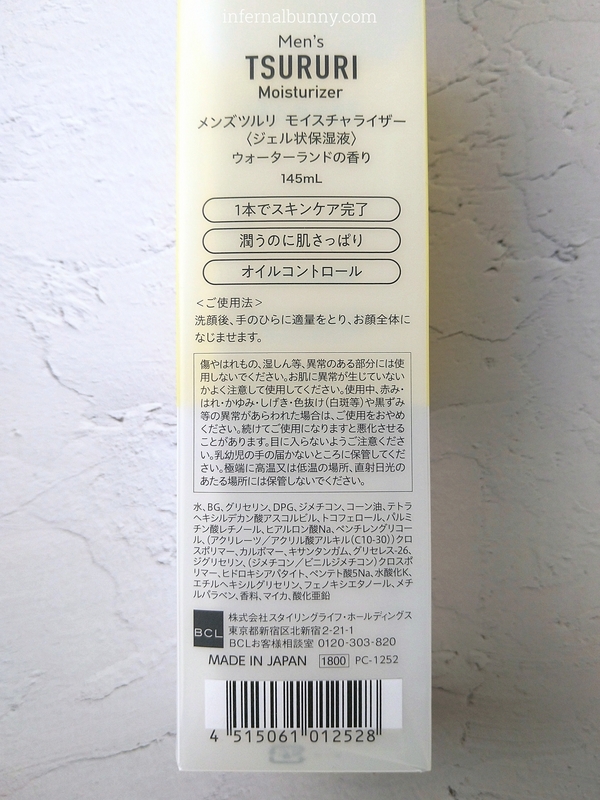 infernalbunny.com
Men's
TSURURI
Moisturizer
メンズツルリ モイスチャライザー
〈ジェル状保湿液〉
ウォーターランドの香り
145mL
1本でスキンケア完了
潤うのに肌さっぱり
オイルコントロール
＜ご使用法＞
洗顔後、手のひらに適量をとり、お顔全体に
なじませます。
傷やはれもの、湿しん等、異常のある部分には使
用しないでください。お肌に異常が生じていない
かよく注意して使用してください。使用中、赤み・
はれ・かゆみ・しげき・色抜け(白斑等)や黒ずみ
等の異常があらわれた場合は、ご使用をおやめ
ください。続けてご使用になりますと悪化させる
ことがあります。目に入らないようご注意くださ
い。乳幼児の手の届かないところに保管してくだ
さい。極端に高温又は低温の場所、直射日光の
あたる場所には保管しないでください。
水、BG、グリセリン、DPG、ジメチコン、コーン油、テトラ
ヘキシルデカン酸アスコルビル、トコフェロール、パルミ
チン酸レチノール、ヒアルロン酸Na、ペンチレングリコー
ル、(アクリレーツ／アクリル酸アルキル(C10-30))クロ
スポリマー、カルボマー、キサンタンガム、グリセレス-26、
ジグリセリン、(ジメチコン／ビニルジメチコン)クロスポ
リマー、ヒドロキシアパタイト、ペンテト酸5Na、水酸化K、
エチルヘキシルグリセリン、フェノキシエタノール、メチ
ルパラベン、香料、マイカ、酸化亜鉛
BCL
株式会社スタイリングライフ・ホールディングス
東京都新宿区北新宿2-21-1
BCLお客様相談室 0120-303-820
MADE IN JAPAN 1800 PC-1252
4 515061 012528